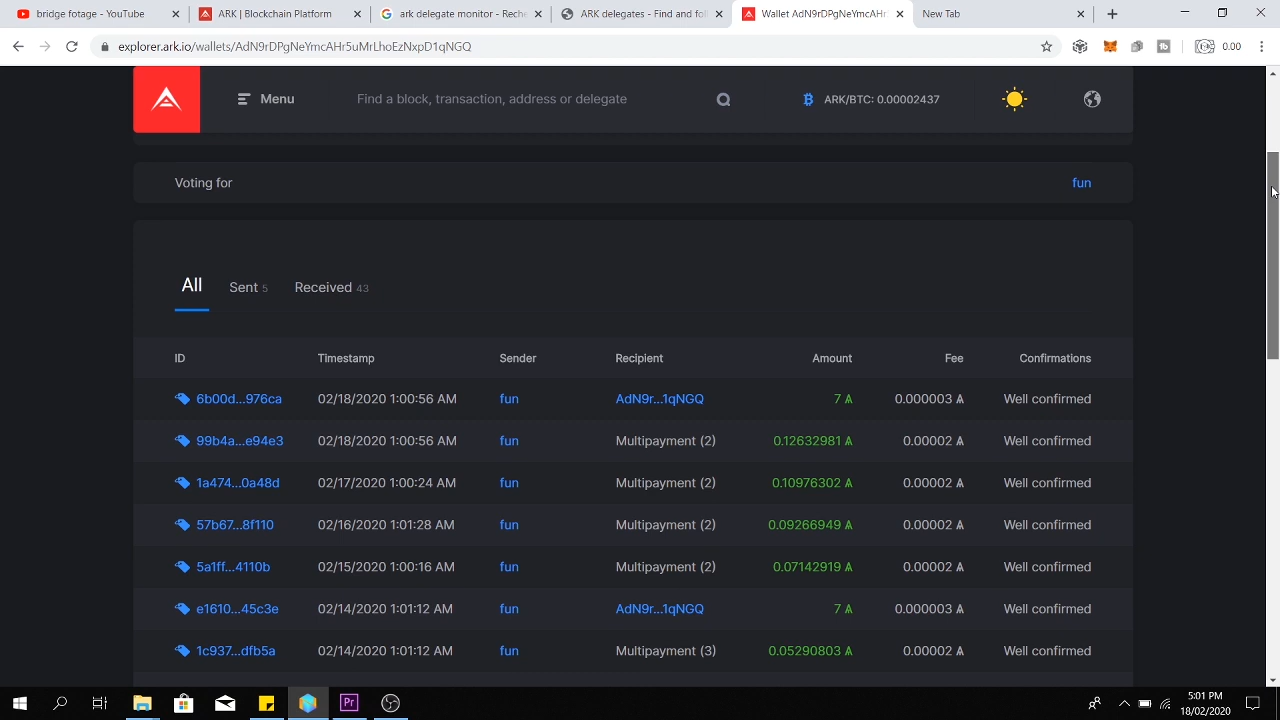 bridge fotage - YouTube
ARK | Blockchain Platform
ark delegate monitor - Reche
ARK delegates - Find and foll
Wallet AdN9rDPgNeYmcAHr
New Tab
explorer.ark.io/wallets/AdN9rDPgNeYmcAHr5uMrLhoEzNxpD1qNGQ
0.00
Menu
Find a block, transaction, address or delegate
ARK/BTC: 0.00002437
Voting for fun
All Sent 5 Received 43
ID Timestamp Sender Recipient Amount Fee Confirmations
6b00d...976ca 02/18/2020 1:00:56 AM fun AdN9r...1qNGQ 7 Ѧ 0.000003 Ѧ Well confirmed
99b4a...e94e3 02/18/2020 1:00:56 AM fun Multipayment (2) 0.12632981 Ѧ 0.00002 Ѧ Well confirmed
1a474...0a48d 02/17/2020 1:00:24 AM fun Multipayment (2) 0.10976302 Ѧ 0.00002 Ѧ Well confirmed
57b67...8f110 02/16/2020 1:01:28 AM fun Multipayment (2) 0.09266949 Ѧ 0.00002 Ѧ Well confirmed
5a1ff...4110b 02/15/2020 1:00:16 AM fun Multipayment (2) 0.07142919 Ѧ 0.00002 Ѧ Well confirmed
e1610...45c3e 02/14/2020 1:01:12 AM fun AdN9r...1qNGQ 7 Ѧ 0.000003 Ѧ Well confirmed
1c937...dfb5a 02/14/2020 1:01:12 AM fun Multipayment (3) 0.05290803 Ѧ 0.00002 Ѧ Well confirmed
Pr
5:01 PM
18/02/2020